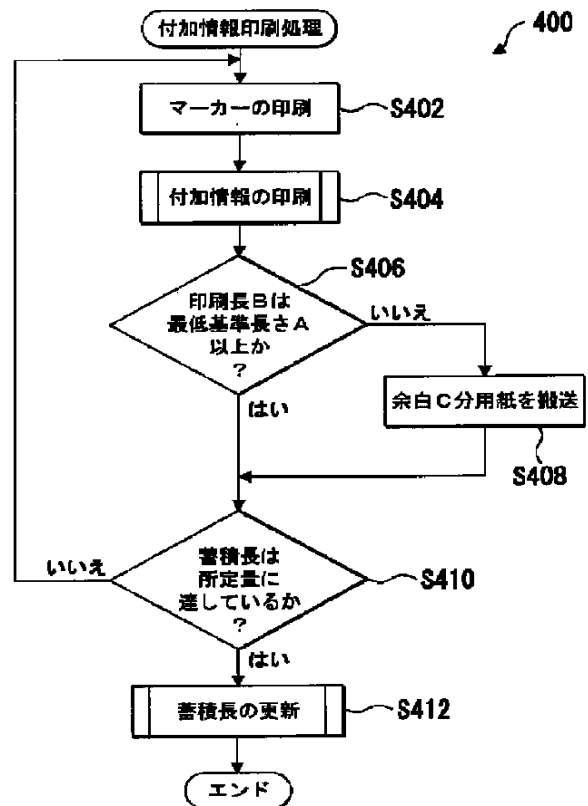 付加情報印刷処理
400
マーカーの印刷
S402
付加情報の印刷
S404
S406
印刷長Bは
最低基準長さA
以上か
?
いいえ
はい
余白C分用紙を搬送
S408
蓄積長は
所定量に
達しているか
?
いいえ
S410
はい
蓄積長の更新
S412
エンド